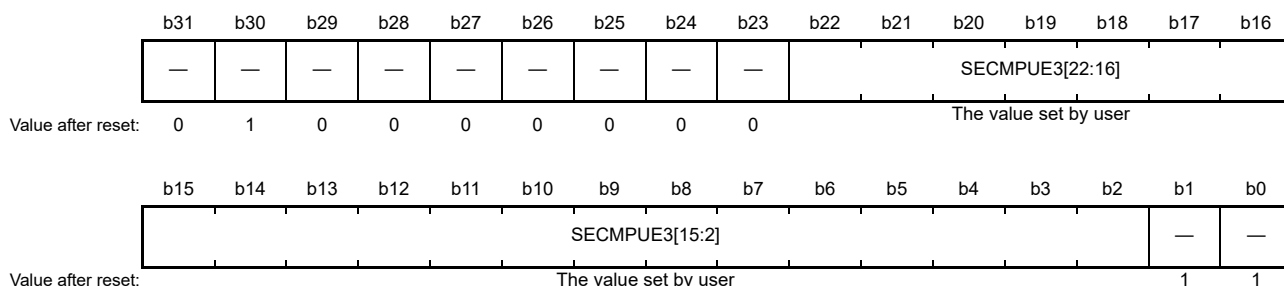 b31 b30 b29 b28 b27 b26 b25 b24 b23 b22 b21 b20 b19 b18 b17 b16
— — — — — — — — — SECMPUE3[22:16]
Value after reset: 0 1 0 0 0 0 0 0 0 The value set by user
b15 b14 b13 b12 b11 b10 b9 b8 b7 b6 b5 b4 b3 b2 b1 b0
SECMPUE3[15:2] — —
Value after reset: The value set by user 1 1